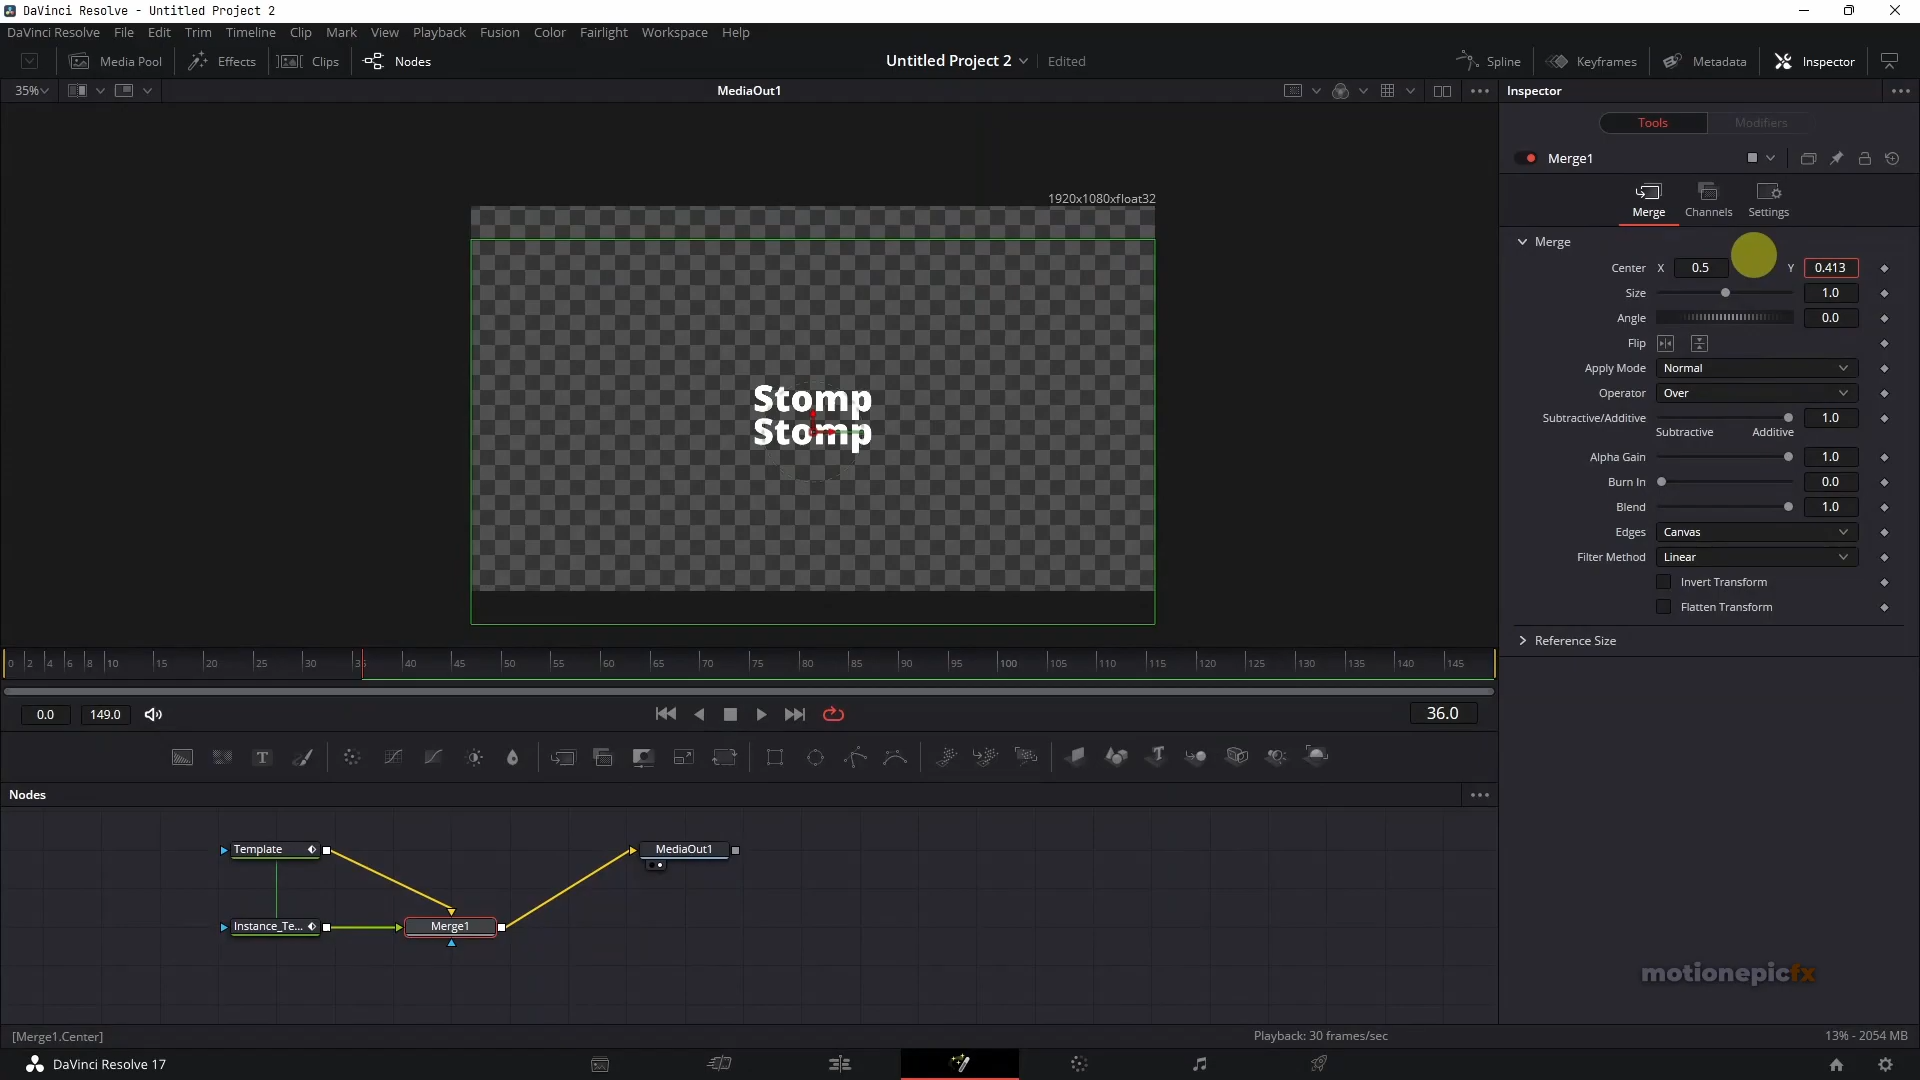 DaVinci Resolve - Untitled Project 2
DaVinci Resolve File Edit Trim Timeline Clip Mark View Playback Fusion Color Fairlight Workspace Help
Media Pool Effects Clips Nodes Untitled Project 2 Edited Spline Keyframes Metadata Inspector
35% MediaOut1 Inspector
Tools Modifiers
Merge1
1920x1080xfloat32
Merge Channels Settings
Merge
Center X 0.5 Y 0.413
Size 1.0
Angle 0.0
Flip
Apply Mode Normal
Operator Over
Subtractive/Additive 1.0
Subtractive Additive
Alpha Gain 1.0
Burn In 0.0
Blend 1.0
Edges Canvas
Filter Method Linear
Invert Transform
Flatten Transform
Reference Size
Stomp
Stomp
0 2 4 6 8 10 15 20 25 30 40 45 50 55 60 65 70 75 80 85 90 95 100 105 110 115 120 125 130 135 140 145
0.0 149.0 36.0
Nodes
Template MediaOut1
Instance_Te... Merge1
motionepicfx
[Merge1.Center] Playback: 30 frames/sec 13% - 2054 MB
DaVinci Resolve 17